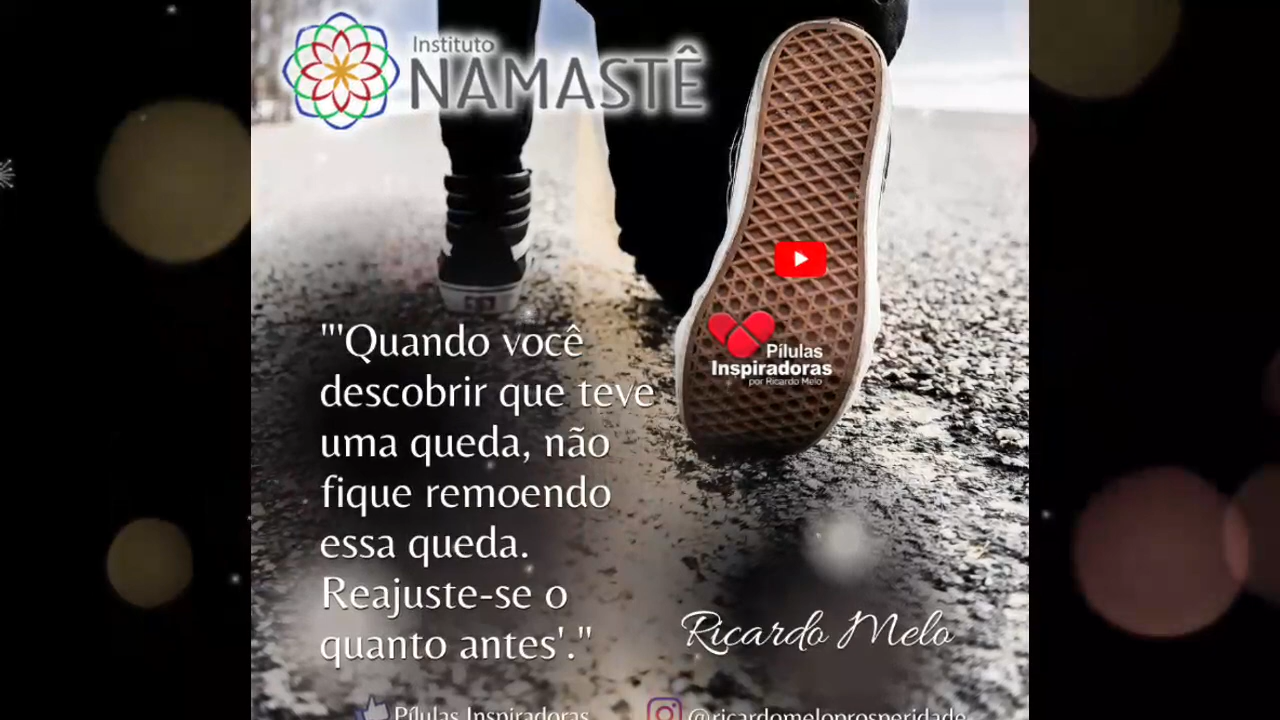 Instituto
NAMASTÊ
Pílulas
Inspiradoras
por Ricardo Melo
"'Quando você
descobrir que teve
uma queda, não
fique remoendo
essa queda.
Reajuste-se o
quanto antes'."
Ricardo Melo
Pílulas Inspiradoras
@ricardomeloprosperidade